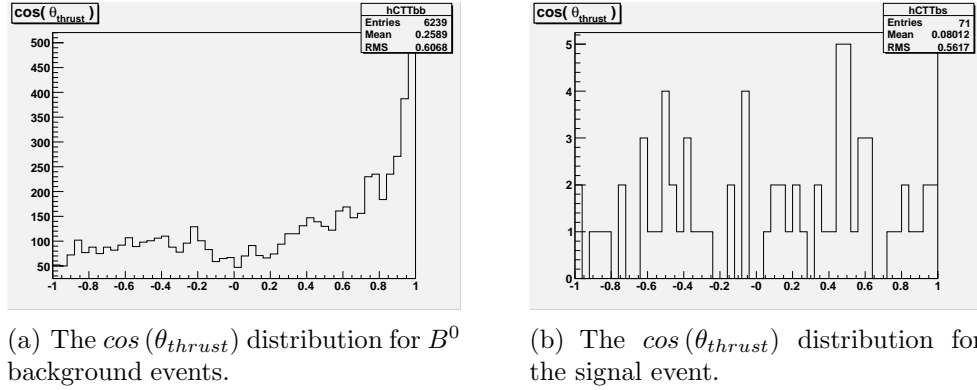 cos( θthrust )
hCTTbb
Entries 6239
Mean 0.2589
RMS 0.6068
500
450
400
350
300
250
200
150
100
50
-1 -0.8 -0.6 -0.4 -0.2 -0 0.2 0.4 0.6 0.8 1
(a) The cos (θthrust) distribution for B⁰
background events.
cos( θthrust )
hCTTbs
Entries 71
Mean 0.08012
RMS 0.5617
5
4
3
2
1
0
-1 -0.8 -0.6 -0.4 -0.2 -0 0.2 0.4 0.6 0.8 1
(b) The cos (θthrust) distribution for
the signal event.